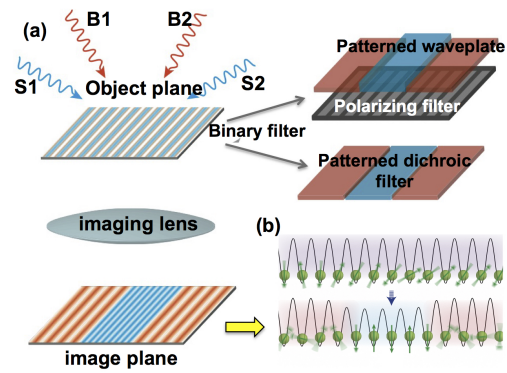 (a)
B1
B2
S1
S2
Object plane
Binary filter
Patterned waveplate
Polarizing filter
Patterned dichroic
filter
imaging lens
(b)
image plane